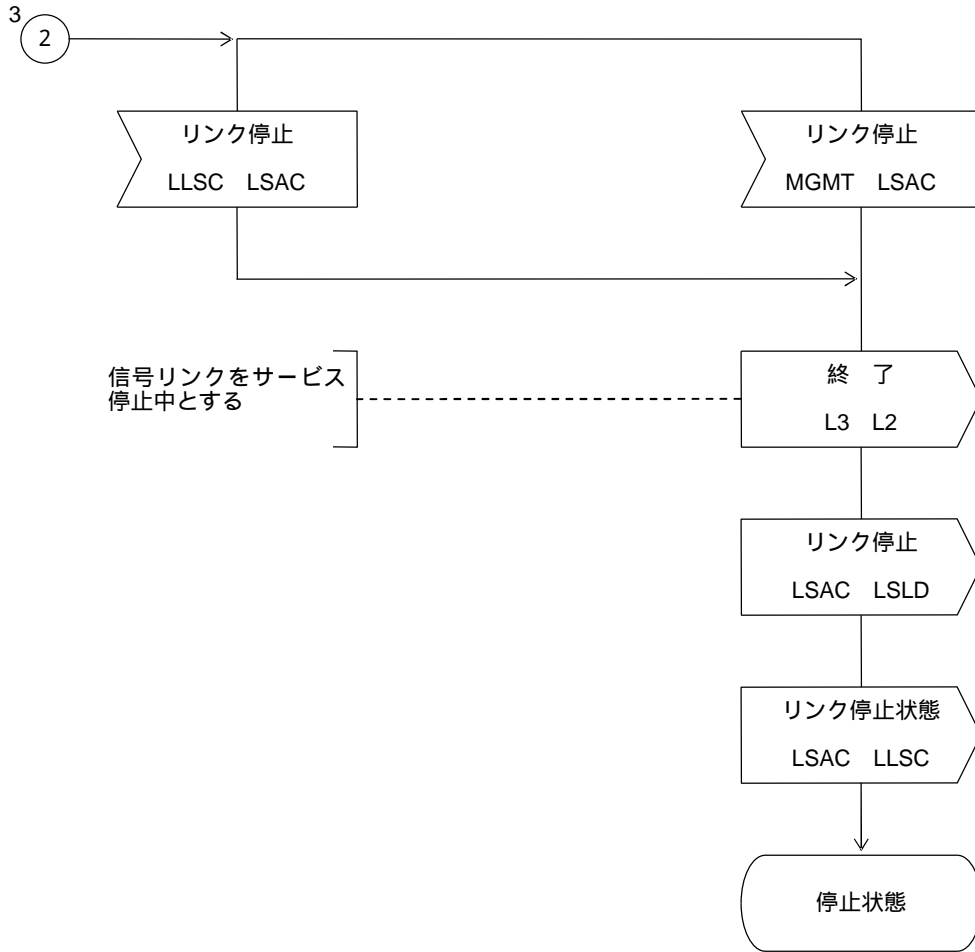 3
2
リンク停止
LLSC LSAC
リンク停止
MGMT LSAC
信号リンクをサービス
停止中とする
終 了
L3 L2
リンク停止
LSAC LSLD
リンク停止状態
LSAC LLSC
停止状態